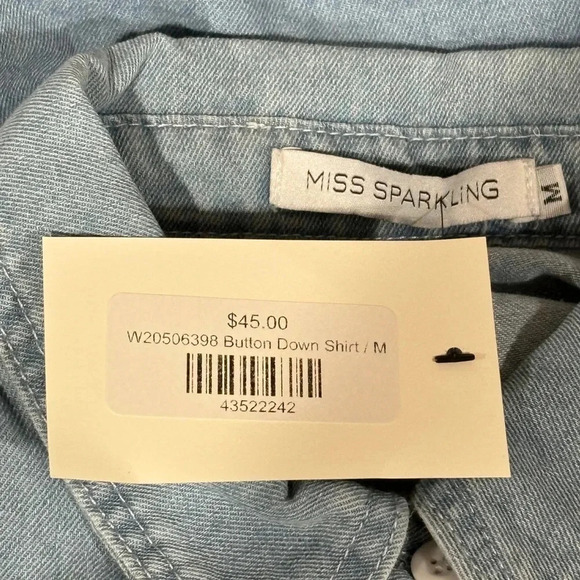 MISS SPARKLING
M
$45.00
W20506398 Button Down Shirt / M
43522242